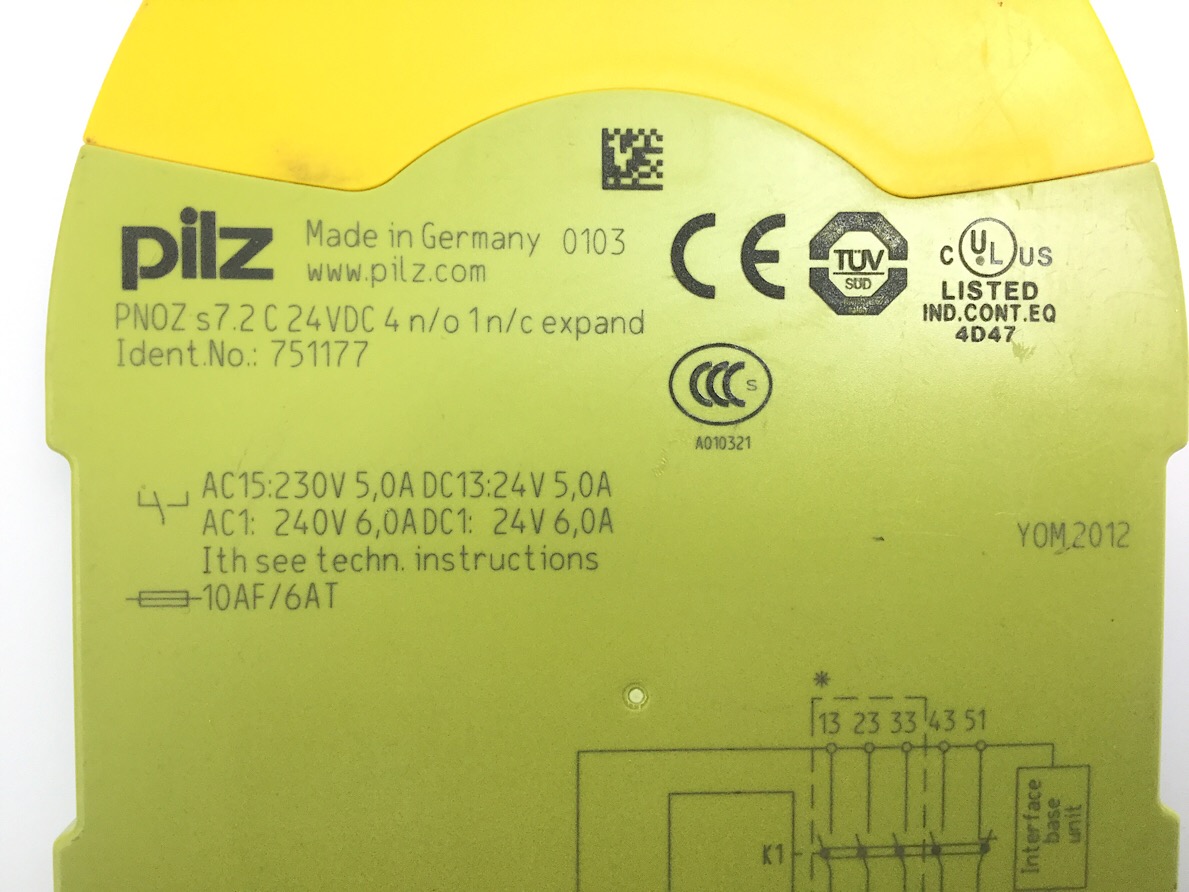 pilz Made in Germany 0103
www.pilz.com
PNOZ s7.2 C 24VDC 4 n/o 1 n/c expand
Ident.No.: 751177
CE
TÜV
SÜD
C UL US
LISTED
IND.CONT.EQ
4D47
CCC S
A010321
AC15:230V 5,0A DC13:24V 5,0A
AC1: 240V 6,0A DC1: 24V 6,0A
Ith see techn. instructions
10AF/6AT
YOM.2012
*
13 23 33 43 51
K1
Interface
base
unit